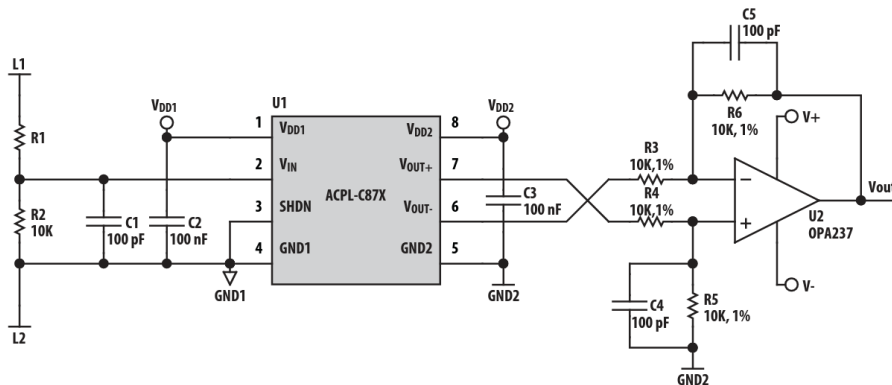 C5
100 pF
L1
R6
10K, 1%
V+
U1
VDD1
VDD2
1
VDD1
VDD2
8
R1
R3
10K,1%
2
VIN
VOUT+
7
ACPL-C87X
R4
10K,1%
Vout
R2
10K
C1
100 pF
C2
100 nF
3
SHDN
VOUT-
6
C3
100 nF
−
+
U2
OPA237
4
GND1
GND2
5
GND1
GND2
V-
C4
100 pF
R5
10K, 1%
L2
GND2